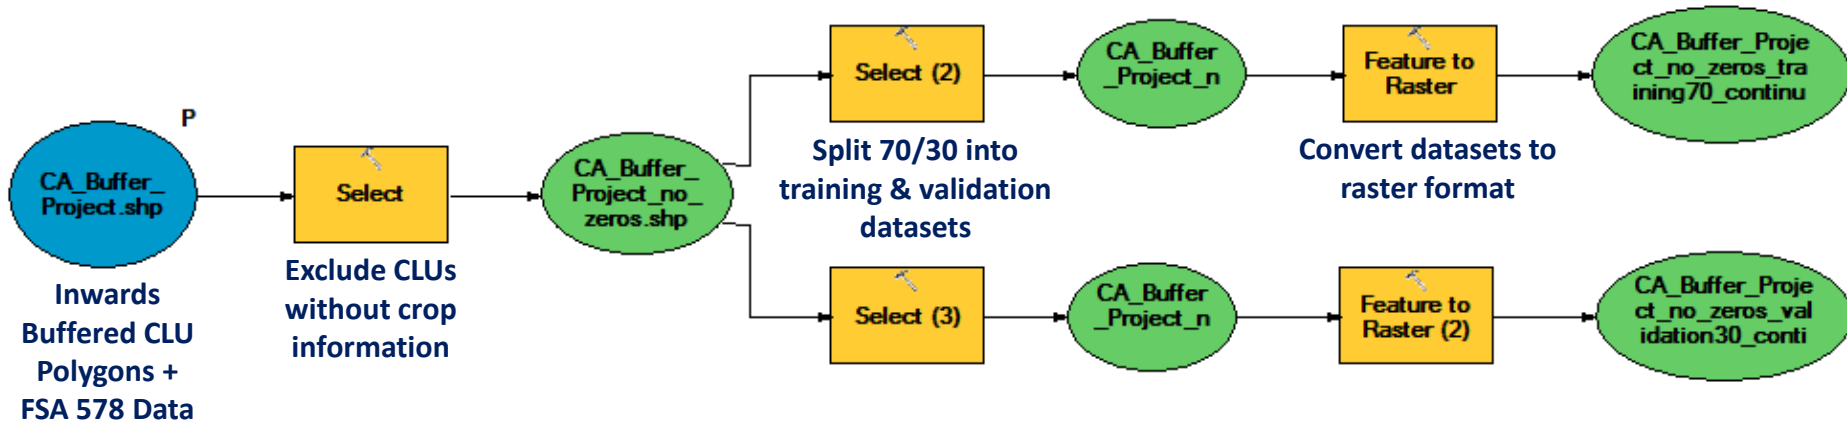 P
CA_Buffer_
Project.shp
Inwards
Buffered CLU
Polygons +
FSA 578 Data
Select
Exclude CLUs
without crop
information
CA_Buffer_
Project_no_
zeros.shp
Select (2)
Split 70/30 into
training & validation
datasets
CA_Buffer
_Project_n
Feature to
Raster
Convert datasets to
raster format
CA_Buffer_Proje
ct_no_zeros_tra
ining70_continu
Select (3)
CA_Buffer
_Project_n
Feature to
Raster (2)
CA_Buffer_Proje
ct_no_zeros_val
idation30_conti